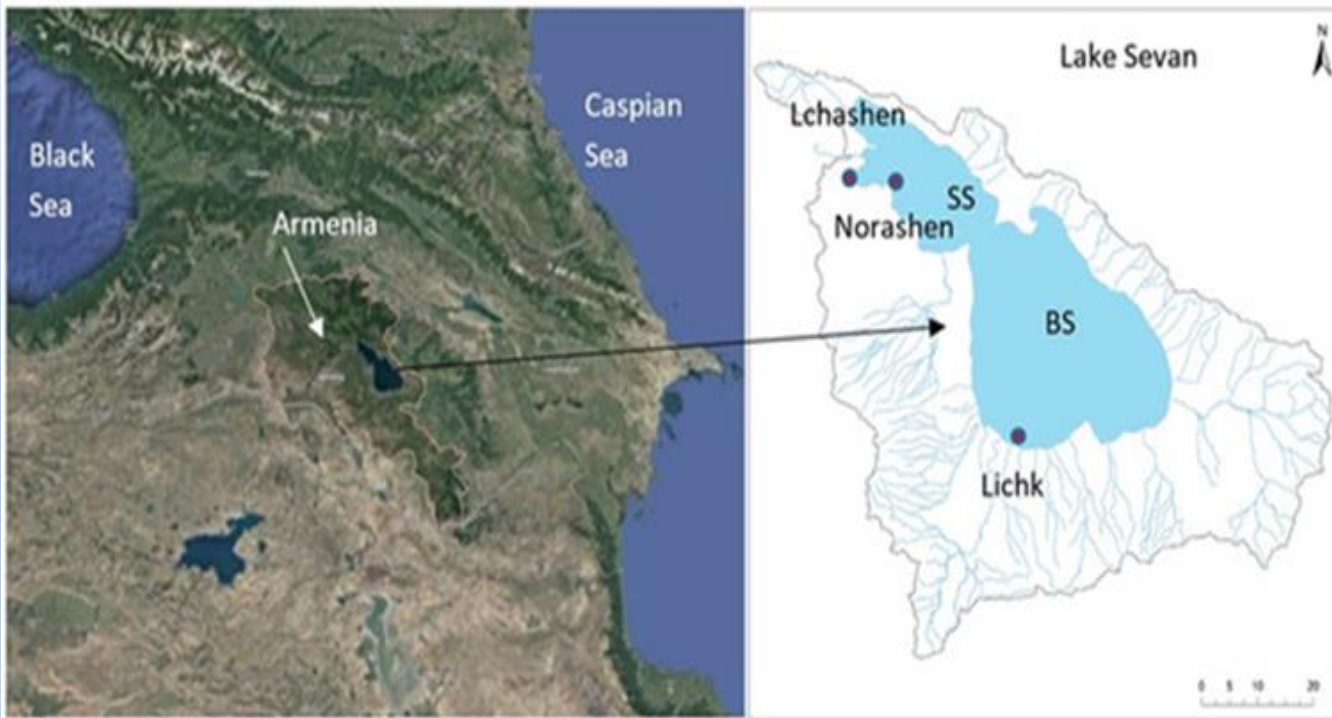 Black
Sea
Armenia
Caspian
Sea
Lake Sevan
N
Lchashen
SS
Norashen
BS
Lichk
0 5 10 20